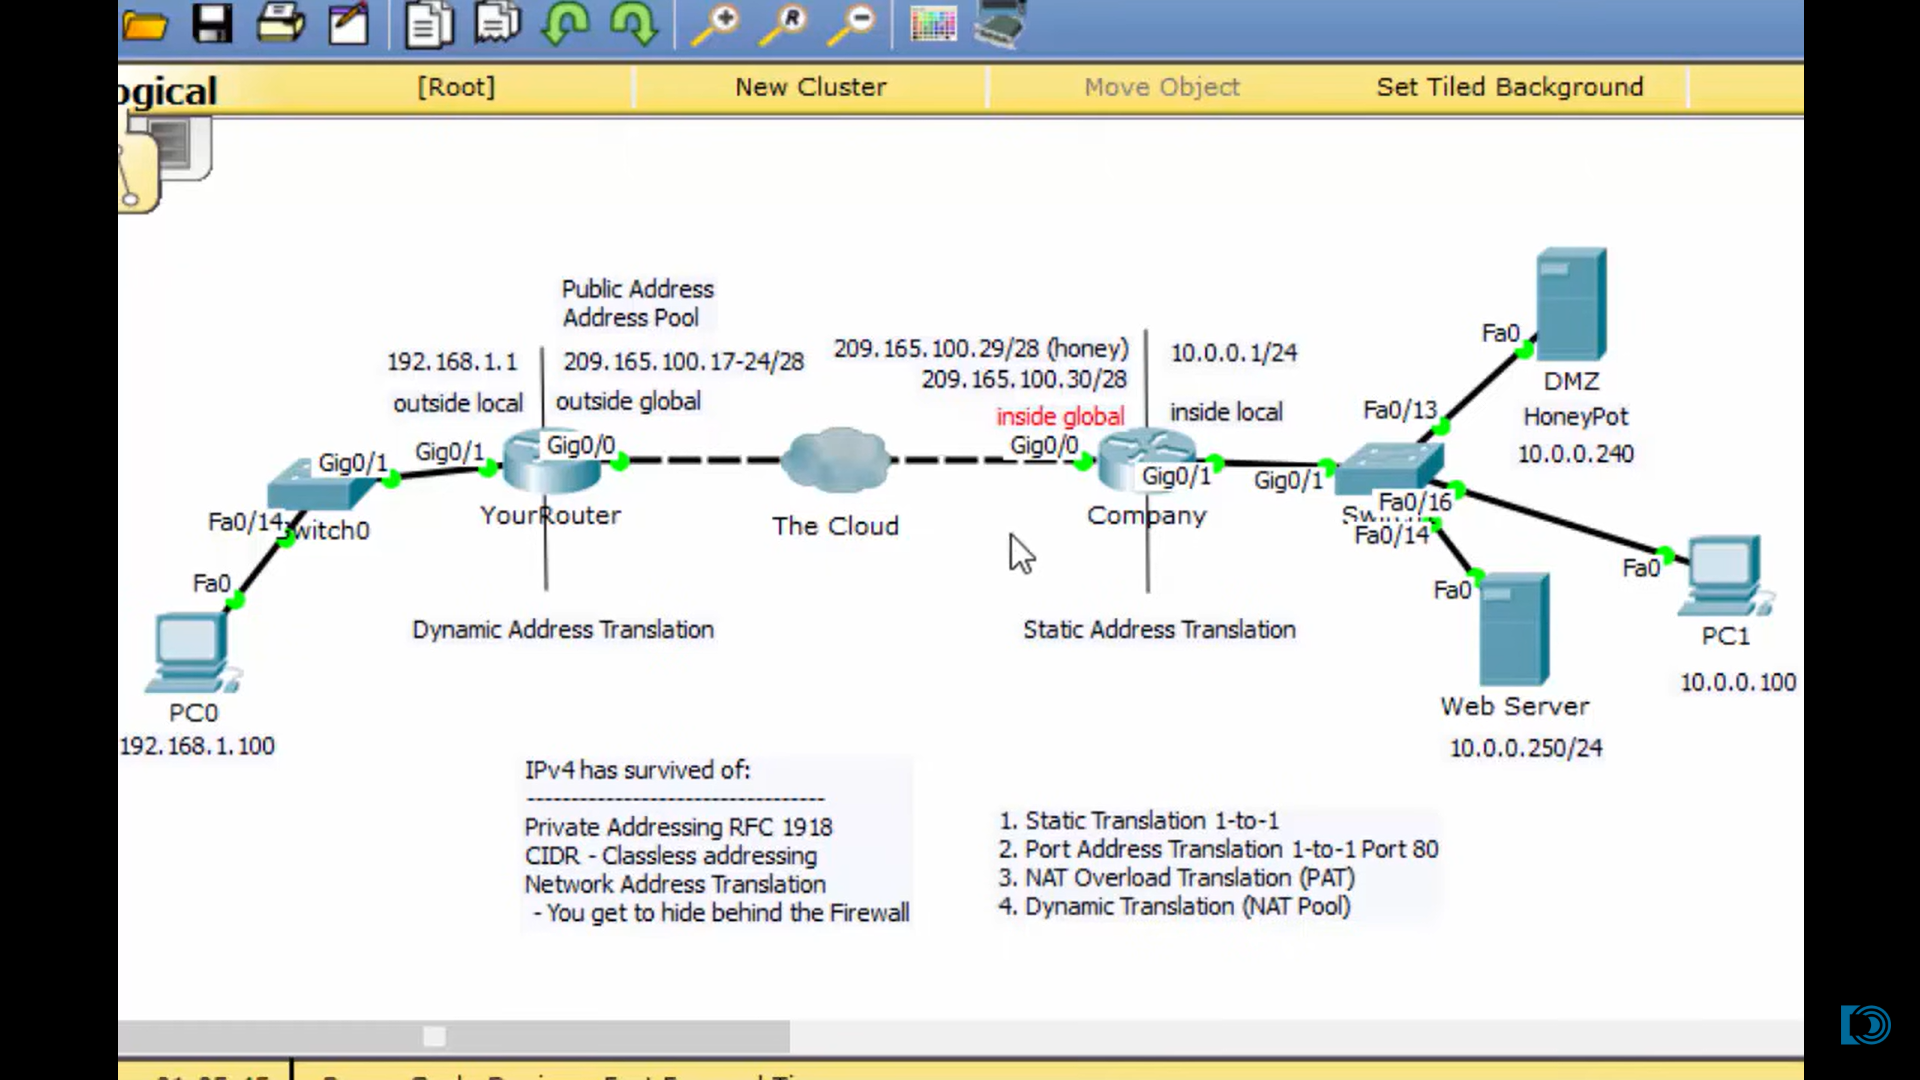 ogical
[Root]
New Cluster
Move Object
Set Tiled Background
Public Address
Address Pool
192.168.1.1
209.165.100.17-24/28
outside local
outside global
209.165.100.29/28 (honey)
209.165.100.30/28
inside global
10.0.0.1/24
inside local
Gig0/1
Gig0/1
Gig0/0
Gig0/0
Gig0/1
Gig0/1
Fa0
Fa0/13
DMZ
HoneyPot
10.0.0.240
Fa0/14
Switch0
YourRouter
The Cloud
Company
Fa0/16
Fa0/14
Fa0
Fa0
Fa0
Dynamic Address Translation
Static Address Translation
PC0
192.168.1.100
PC1
10.0.0.100
Web Server
10.0.0.250/24
IPv4 has survived of:
---------------------------------
Private Addressing RFC 1918
CIDR - Classless addressing
Network Address Translation
- You get to hide behind the Firewall
1. Static Translation 1-to-1
2. Port Address Translation 1-to-1 Port 80
3. NAT Overload Translation (PAT)
4. Dynamic Translation (NAT Pool)